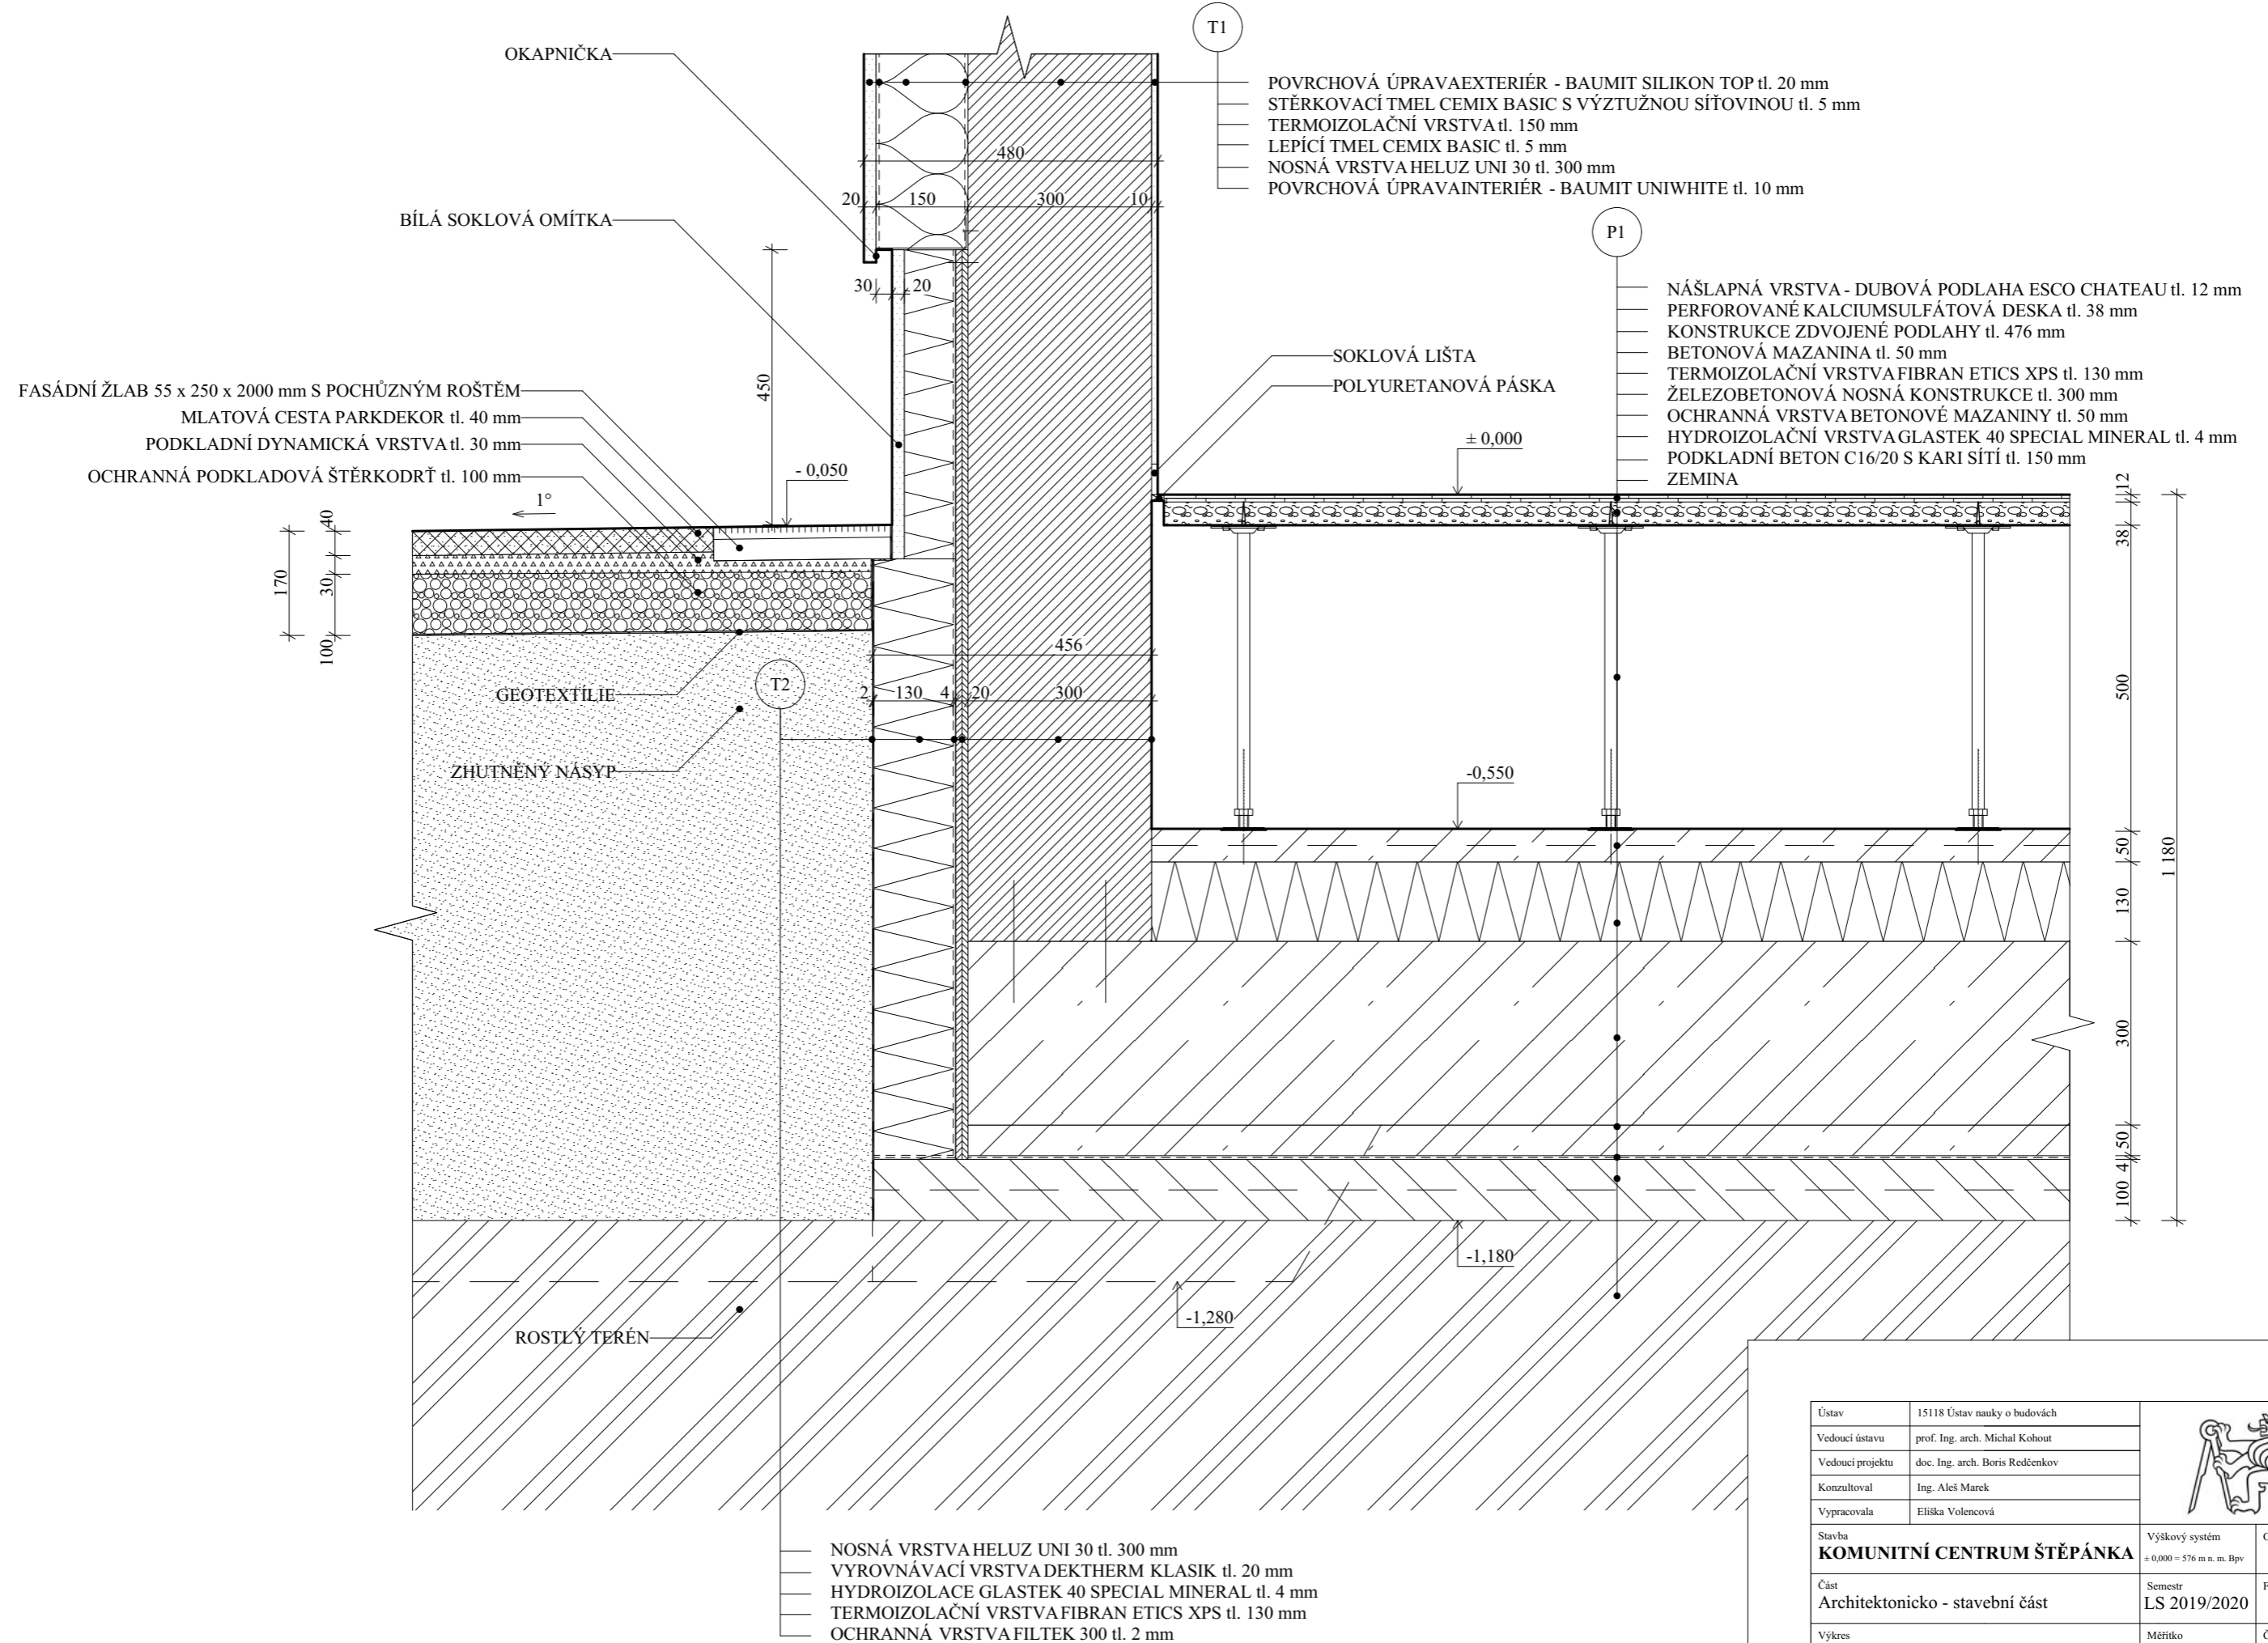 T1
OKAPNIČKA
POVRCHOVÁ ÚPRAVAEXTERIÉR - BAUMIT SILIKON TOP tl. 20 mm
STĚRKOVACÍ TMEL CEMIX BASIC S VÝZTUŽNOU SÍŤOVINOU tl. 5 mm
TERMOIZOLAČNÍ VRSTVA tl. 150 mm
LEPÍCÍ TMEL CEMIX BASIC tl. 5 mm
NOSNÁ VRSTVA HELUZ UNI 30 tl. 300 mm
POVRCHOVÁ ÚPRAVAINTERIÉR - BAUMIT UNIWHITE tl. 10 mm
480
20 150 300 10
BÍLÁ SOKLOVÁ OMÍTKA
P1
30 20
NÁŠLAPNÁ VRSTVA - DUBOVÁ PODLAHA ESCO CHATEAU tl. 12 mm
PERFOROVANÉ KALCIUMSULFÁTOVÁ DESKA tl. 38 mm
KONSTRUKCE ZDVOJENÉ PODLAHY tl. 476 mm
BETONOVÁ MAZANINA tl. 50 mm
TERMOIZOLAČNÍ VRSTVA FIBRAN ETICS XPS tl. 130 mm
ŽELEZOBETONOVÁ NOSNÁ KONSTRUKCE tl. 300 mm
OCHRANNÁ VRSTVA BETONOVÉ MAZANINY tl. 50 mm
HYDROIZOLAČNÍ VRSTVA GLASTEK 40 SPECIAL MINERAL tl. 4 mm
PODKLADNÍ BETON C16/20 S KARI SÍTÍ tl. 150 mm
ZEMINA
SOKLOVÁ LIŠTA
POLYURETANOVÁ PÁSKA
450
FASÁDNÍ ŽLAB 55 x 250 x 2000 mm S POCHŮZNÝM ROŠTĚM
MLATOVÁ CESTA PARKDEKOR tl. 40 mm
PODKLADNÍ DYNAMICKÁ VRSTVA tl. 30 mm
OCHRANNÁ PODKLADOVÁ ŠTĚRKODRŤ tl. 100 mm
± 0,000
- 0,050
1°
12
38
500
50
130
300
50
4
100
1 180
40
30
100
170
456
2 130 4 20 300
T2
GEOTEXTÍLIE
ZHUTNĚNÝ NÁSYP
-0,550
-1,180
-1,280
ROSTLÝ TERÉN
NOSNÁ VRSTVA HELUZ UNI 30 tl. 300 mm
VYROVNÁVACÍ VRSTVA DEKTHERM KLASIK tl. 20 mm
HYDROIZOLACE GLASTEK 40 SPECIAL MINERAL tl. 4 mm
TERMOIZOLAČNÍ VRSTVA FIBRAN ETICS XPS tl. 130 mm
OCHRANNÁ VRSTVA FILTEK 300 tl. 2 mm
Ústav 15118 Ústav nauky o budovách
Vedoucí ústavu prof. Ing. arch. Michal Kohout
Vedoucí projektu doc. Ing. arch. Boris Redčenkov
Konzultoval Ing. Aleš Marek
Vypracovala Eliška Volencová
Stavba
KOMUNITNÍ CENTRUM ŠTĚPÁNKA
Výškový systém
± 0,000 = 576 m n. m. Bpv
Část
Architektonicko - stavební část
Semestr
LS 2019/2020
Výkres
Měřítko